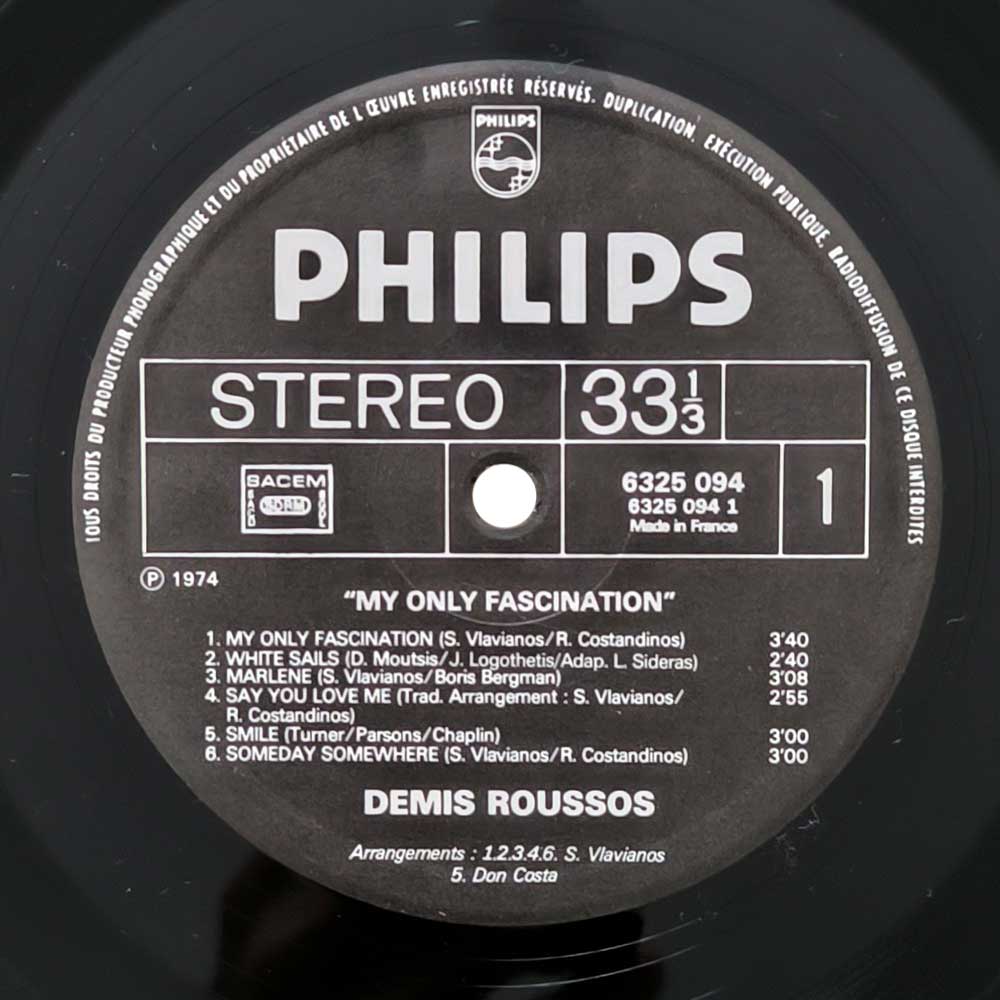 TOUS DROITS DU PRODUCTEUR PHONOGRAPHIQUE ET DU PROPRIÉTAIRE DE L'ŒUVRE ENREGISTRÉE RÉSERVÉS. DUPLICATION, EXÉCUTION PUBLIQUE, RADIODIFFUSION DE CE DISQUE INTERDITES
PHILIPS
PHILIPS
STEREO 33 1/3
SACEM
SACD SDRM SGDL
6325 094
6325 094 1
Made in France
1
Ⓟ 1974
"MY ONLY FASCINATION"
1. MY ONLY FASCINATION (S. Vlavianos/R. Costandinos) 3'40
2. WHITE SAILS (D. Moutsis/J. Logothetis/Adap. L. Sideras) 2'40
3. MARLENE (S. Vlavianos/Boris Bergman) 3'08
4. SAY YOU LOVE ME (Trad. Arrangement : S. Vlavianos/ 2'55
R. Costandinos)
5. SMILE (Turner/Parsons/Chaplin) 3'00
6. SOMEDAY SOMEWHERE (S. Vlavianos/R. Costandinos) 3'00
DEMIS ROUSSOS
Arrangements : 1.2.3.4.6. S. Vlavianos
5. Don Costa